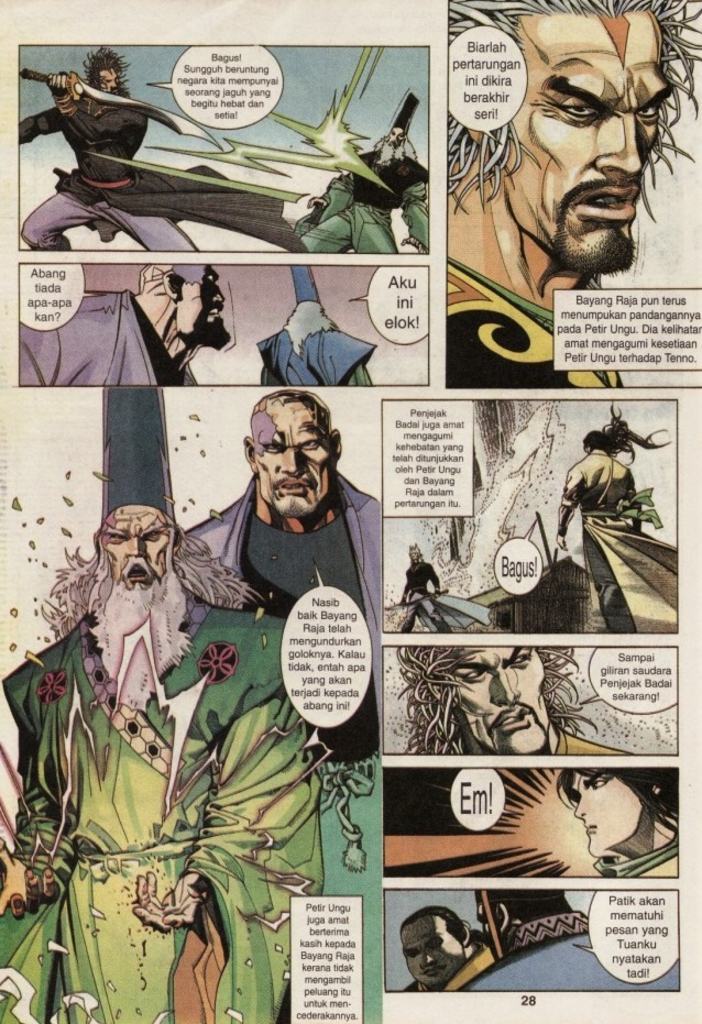 Bagus!
Sungguh beruntung
negara kita mempunyai
seorang jaguh yang
begitu hebat dan
setia!
Biarlah
pertarungan
ini dikira
berakhir
seri!
Bayang Raja pun terus
menumpukan pandangannya
pada Petir Ungu. Dia kelihatan
amat mengagumi kesetiaan
Petir Ungu terhadap Tenno.
Abang
tiada
apa-apa
kan?
Aku
ini
elok!
Nasib
baik Bayang
Raja telah
mengundurkan
goloknya. Kalau
tidak, entah apa
yang akan
terjadi kepada
abang ini!
Petir Ungu
juga amat
berterima
kasih kepada
Bayang Raja
kerana tidak
mengambil
peluang itu
untuk men-
cederakannya.
Penjejak
Badai juga amat
mengagumi
kehebatan yang
telah ditunjukkan
oleh Petir Ungu
dan Bayang
Raja dalam
pertarungan itu.
Bagus!
Sampai
giliran saudara
Penjejak Badai
sekarang!
Em!
Patik akan
mematuhi
pesan yang
Tuanku
nyatakan
tadi!
28